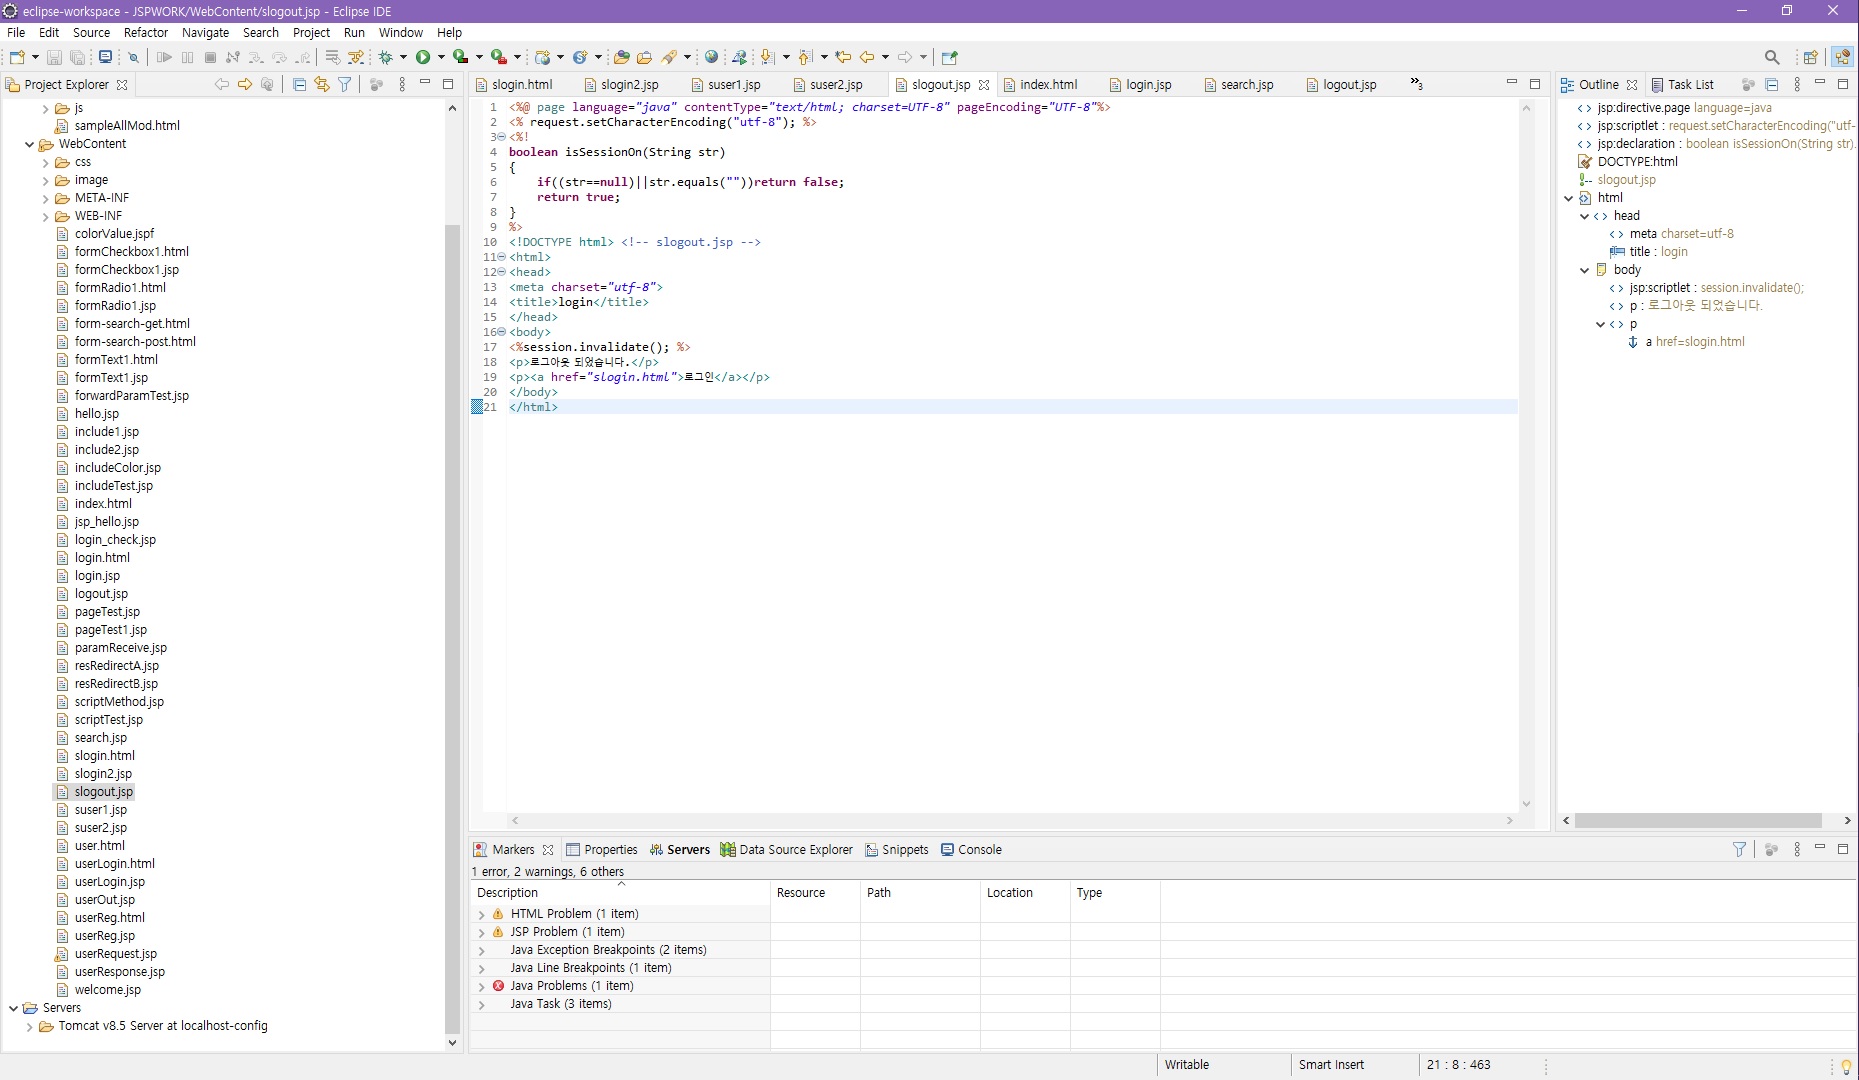 eclipse-workspace - JSPWORK/WebContent/slogout.jsp - Eclipse IDE
File Edit Source Refactor Navigate Search Project Run Window Help
Project Explorer
js
sampleAllMod.html
WebContent
css
image
META-INF
WEB-INF
colorValue.jspf
formCheckbox1.html
formCheckbox1.jsp
formRadio1.html
formRadio1.jsp
form-search-get.html
form-search-post.html
formText1.html
formText1.jsp
forwardParamTest.jsp
hello.jsp
include1.jsp
include2.jsp
includeColor.jsp
includeTest.jsp
index.html
jsp_hello.jsp
login_check.jsp
login.html
login.jsp
logout.jsp
pageTest.jsp
pageTest1.jsp
paramReceive.jsp
resRedirectA.jsp
resRedirectB.jsp
scriptMethod.jsp
scriptTest.jsp
search.jsp
slogin.html
slogin2.jsp
slogout.jsp
suser1.jsp
suser2.jsp
user.html
userLogin.html
userLogin.jsp
userOut.jsp
userReg.html
userReg.jsp
userRequest.jsp
userResponse.jsp
welcome.jsp
Servers
Tomcat v8.5 Server at localhost-config
slogin.html slogin2.jsp suser1.jsp suser2.jsp slogout.jsp index.html login.jsp search.jsp logout.jsp »3
1 <%@ page language="java" contentType="text/html; charset=UTF-8" pageEncoding="UTF-8"%>
2 <% request.setCharacterEncoding("utf-8"); %>
3 <%!
4 boolean isSessionOn(String str)
5 {
6 if((str==null)||str.equals(""))return false;
7 return true;
8 }
9 %>
10 <!DOCTYPE html> <!-- slogout.jsp -->
11 <html>
12 <head>
13 <meta charset="utf-8">
14 <title>login</title>
15 </head>
16 <body>
17 <%session.invalidate(); %>
18 <p>로그아웃 되었습니다.</p>
19 <p><a href="slogin.html">로그인</a></p>
20 </body>
21 </html>
Outline Task List
jsp:directive.page language=java
jsp:scriptlet : request.setCharacterEncoding("utf-
jsp:declaration : boolean isSessionOn(String str).
DOCTYPE:html
slogout.jsp
html
head
meta charset=utf-8
title : login
body
jsp:scriptlet : session.invalidate();
p : 로그아웃 되었습니다.
p
a href=slogin.html
Markers Properties Servers Data Source Explorer Snippets Console
1 error, 2 warnings, 6 others
Description Resource Path Location Type
HTML Problem (1 item)
JSP Problem (1 item)
Java Exception Breakpoints (2 items)
Java Line Breakpoints (1 item)
Java Problems (1 item)
Java Task (3 items)
Writable Smart Insert 21 : 8 : 463